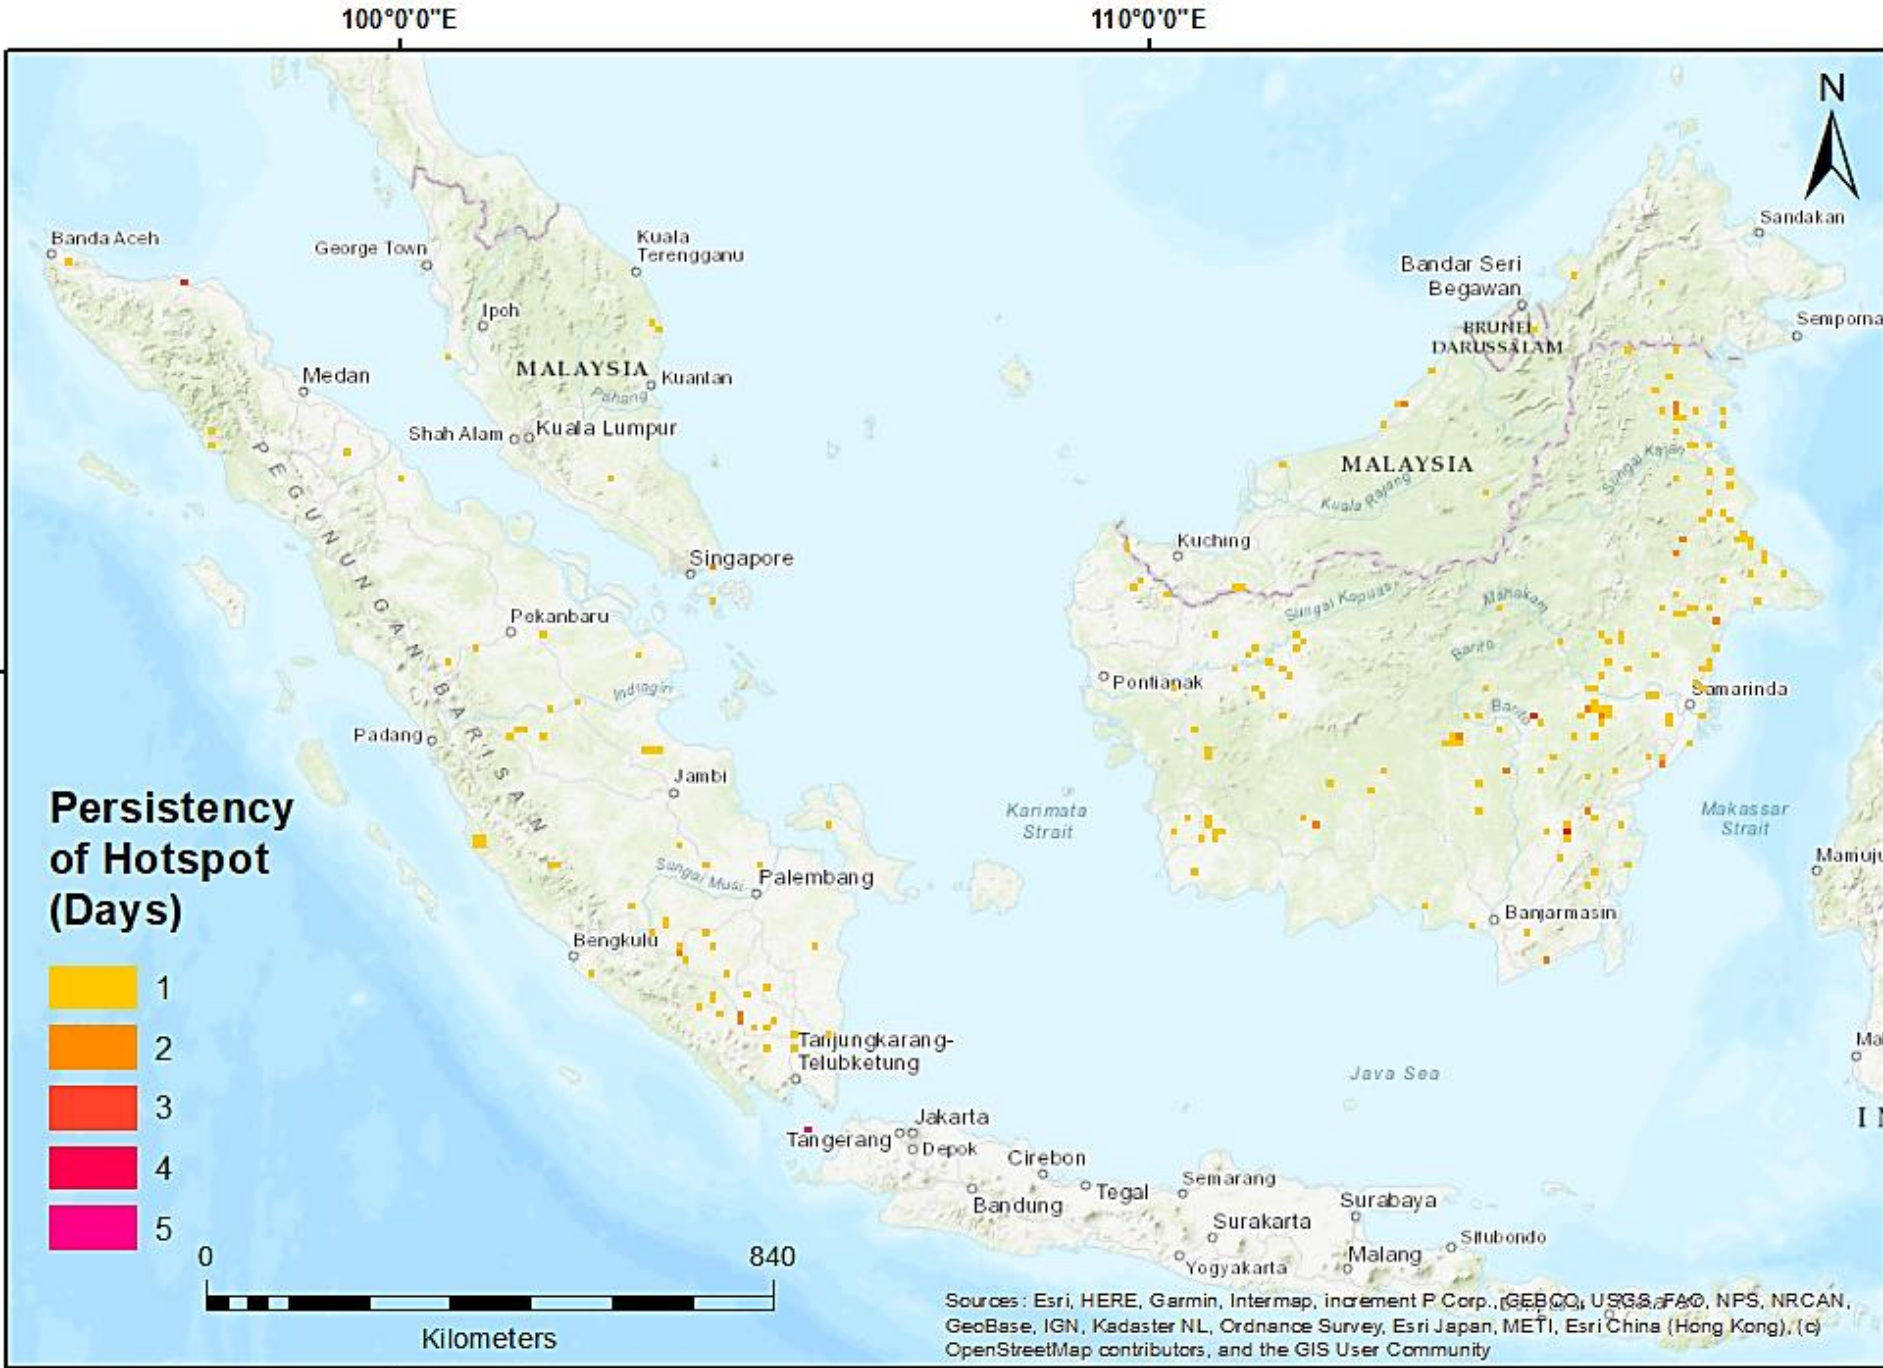 100°0'0"E
110°0'0"E
N
Banda Aceh
George Town
Kuala
Terengganu
Ipoh
Medan
MALAYSIA
Kuantan
Pahang
Shah Alam
Kuala Lumpur
Singapore
PEGUNUNGAN BARISAN
Pekanbaru
Indragiri
Padang
Jambi
Sungai Musi
Palembang
Bengkulu
Tanjungkarang-
Telubketung
Sandakan
Bandar Seri
Begawan
BRUNEI
DARUSSALAM
Semporna
MALAYSIA
Kuala Rajang
Sungai Kajan
Kuching
Sungai Kapuas
Mahakam
Barito
Pontianak
Samarinda
Barito
Karimata
Strait
Makassar
Strait
Mamuju
Banjarmasin
Java Sea
Jakarta
Tangerang
Depok
Cirebon
Bandung
Tegal
Semarang
Surabaya
Surakarta
Situbondo
Malang
Yogyakarta
Persistency
of Hotspot
(Days)
1
2
3
4
5
0 840
Kilometers
Sources: Esri, HERE, Garmin, Intermap, increment P Corp., GEBCO, USGS, FAO, NPS, NRCAN,
GeoBase, IGN, Kadaster NL, Ordnance Survey, Esri Japan, METI, Esri China (Hong Kong), (c)
OpenStreetMap contributors, and the GIS User Community